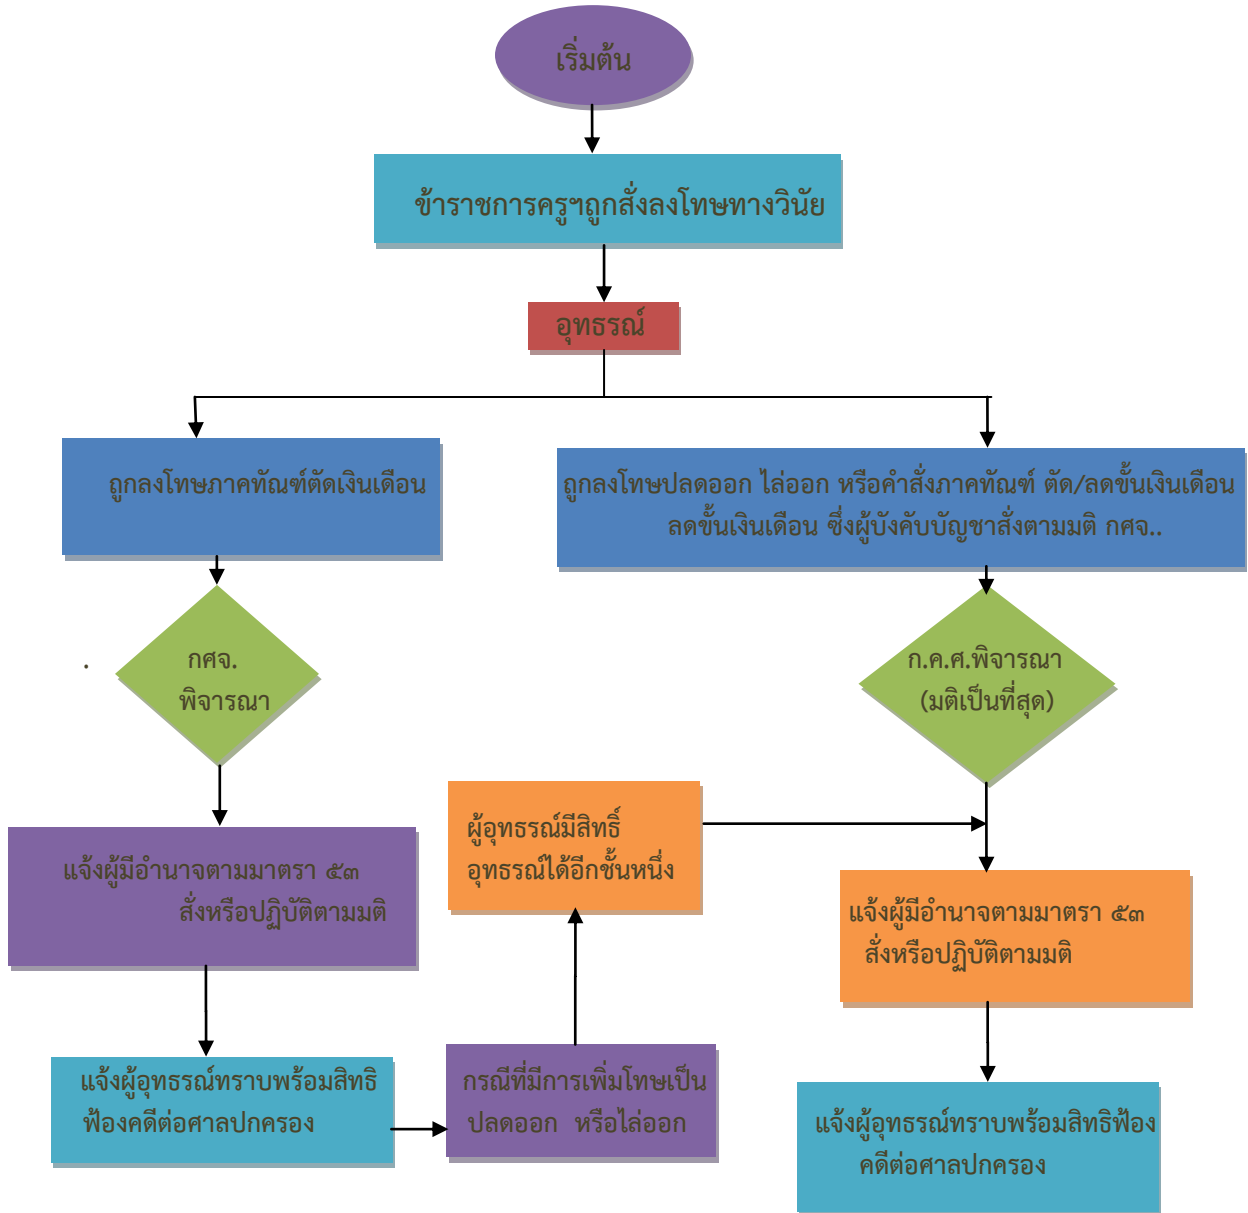 เริ่มต้น
ข้าราชการครูฯถูกสั่งลงโทษทางวินัย
อุทธรณ์
ถูกลงโทษภาคทัณฑ์ตัดเงินเดือน
ถูกลงโทษปลดออก ไล่ออก หรือคำสั่งภาคทัณฑ์ ตัด/ลดขั้นเงินเดือน
ลดขั้นเงินเดือน ซึ่งผู้บังคับบัญชาสั่งตามมติ กศจ..
กศจ.
พิจารณา
.
ก.ค.ศ.พิจารณา
(มติเป็นที่สุด)
แจ้งผู้มีอำนาจตามมาตรา ๕๓
สั่งหรือปฏิบัติตามมติ
ผู้อุทธรณ์มีสิทธิ์
อุทธรณ์ได้อีกชั้นหนึ่ง
แจ้งผู้มีอำนาจตามมาตรา ๕๓
สั่งหรือปฏิบัติตามมติ
แจ้งผู้อุทธรณ์ทราบพร้อมสิทธิ
ฟ้องคดีต่อศาลปกครอง
กรณีที่มีการเพิ่มโทษเป็น
ปลดออก หรือไล่ออก
แจ้งผู้อุทธรณ์ทราบพร้อมสิทธิฟ้อง
คดีต่อศาลปกครอง